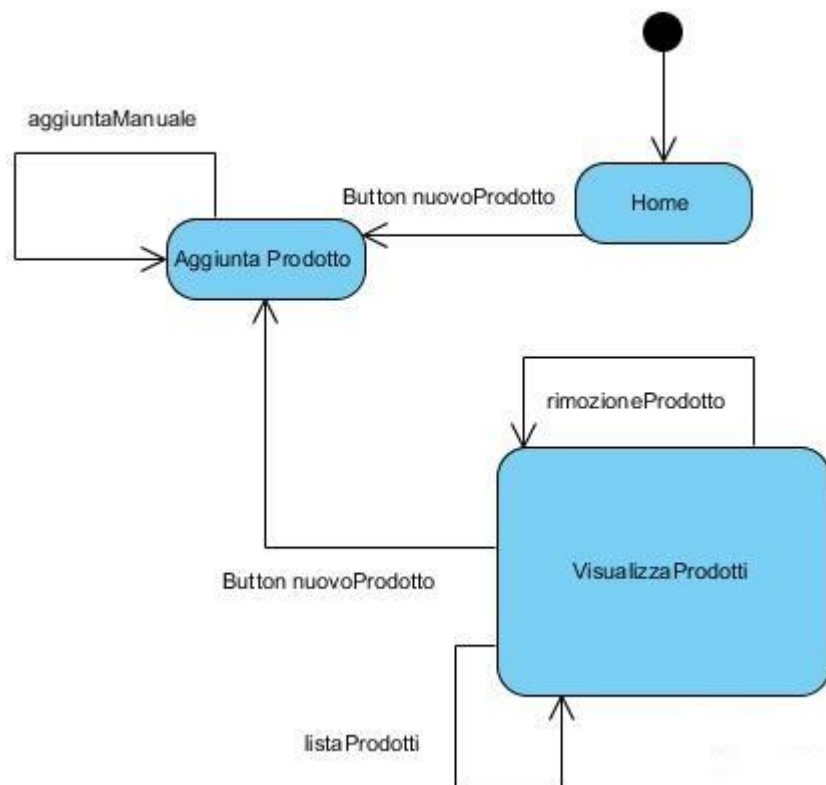 aggiuntaManuale
Button nuovoProdotto
Home
Aggiunta Prodotto
rimozioneProdotto
VisualizzaProdotti
Button nuovoProdotto
listaProdotti